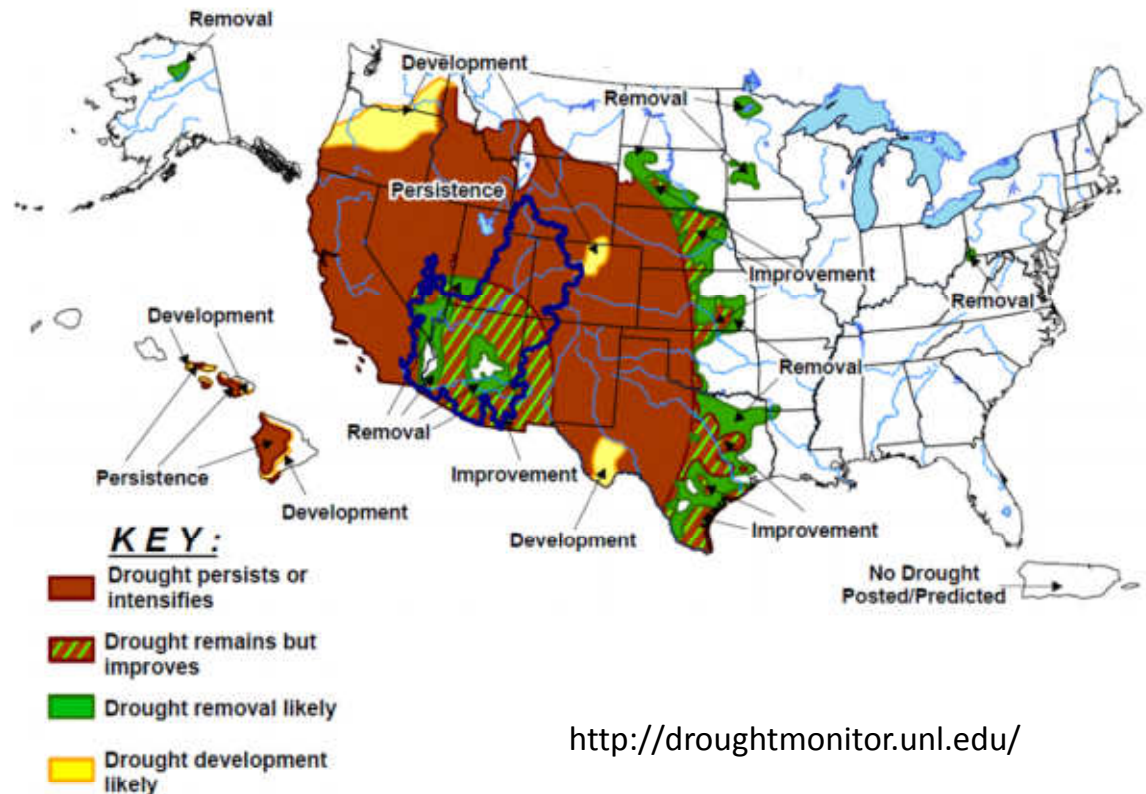 Removal
Development
Removal
Persistence
Improvement
Removal
Development
Removal
Removal
Persistence
Improvement
Development
Development
Improvement
KEY:
No Drought
Posted/Predicted
Drought persists or
intensifies
Drought remains but
improves
Drought removal likely
Drought development
likely
http://droughtmonitor.unl.edu/